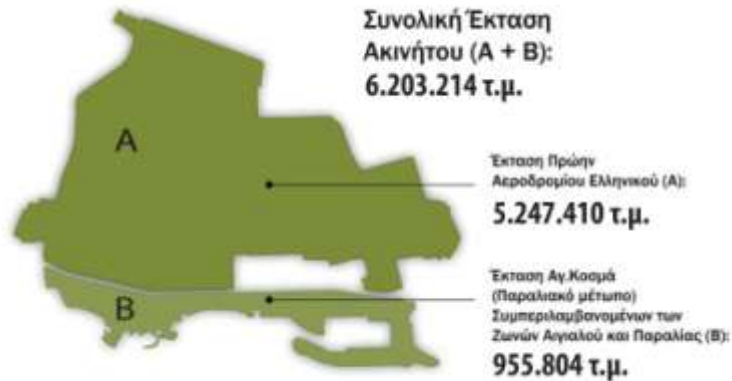 Συνολική Έκταση
Ακινήτου (Α + Β):
6.203.214 τ.μ.
A
Έκταση Πρώην
Αεροδρομίου Ελληνικού (Α):
5.247.410 τ.μ.
B
Έκταση Αγ.Κοσμά
(Παραλιακό μέτωπο)
Συμπεριλαμβανομένων των
Ζωνών Αιγιαλού και Παραλίας (Β):
955.804 τ.μ.